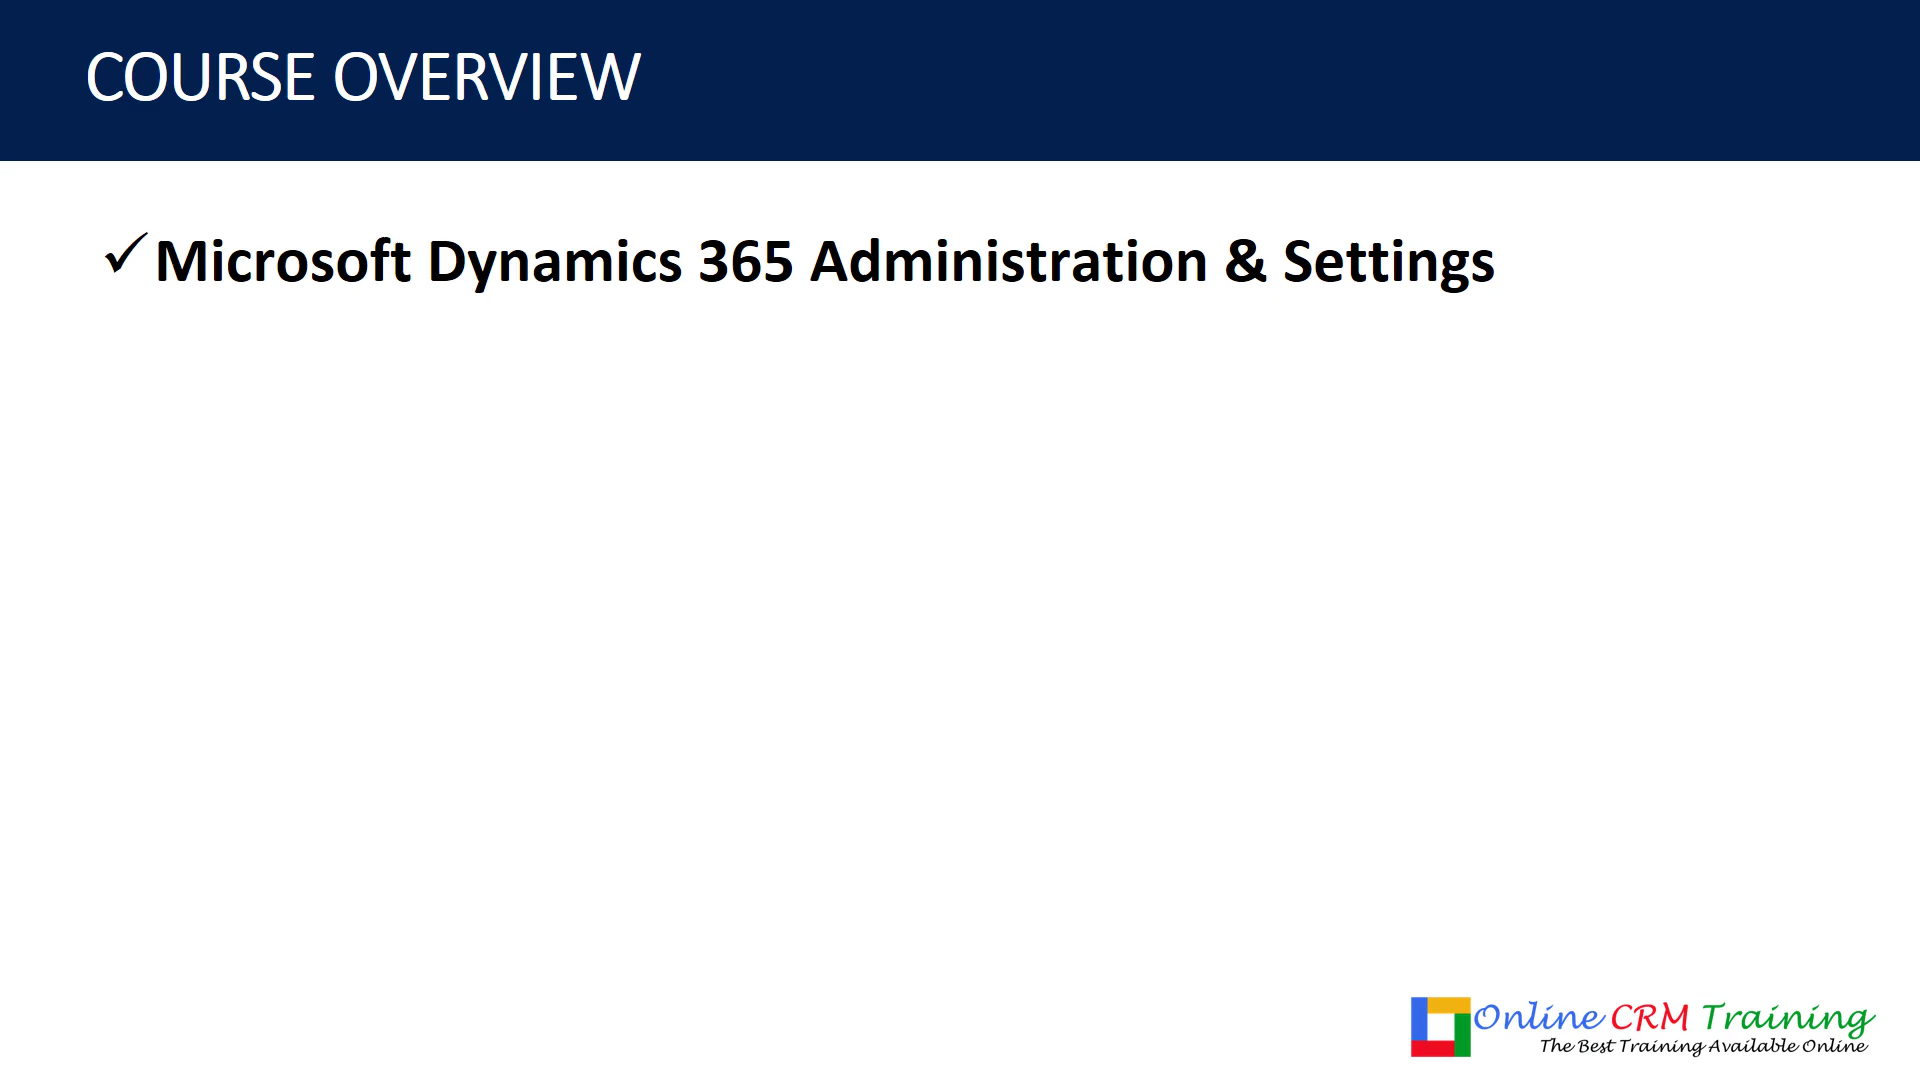 COURSE OVERVIEW
✓Microsoft Dynamics 365 Administration & Settings
Online CRM Training
The Best Training Available Online